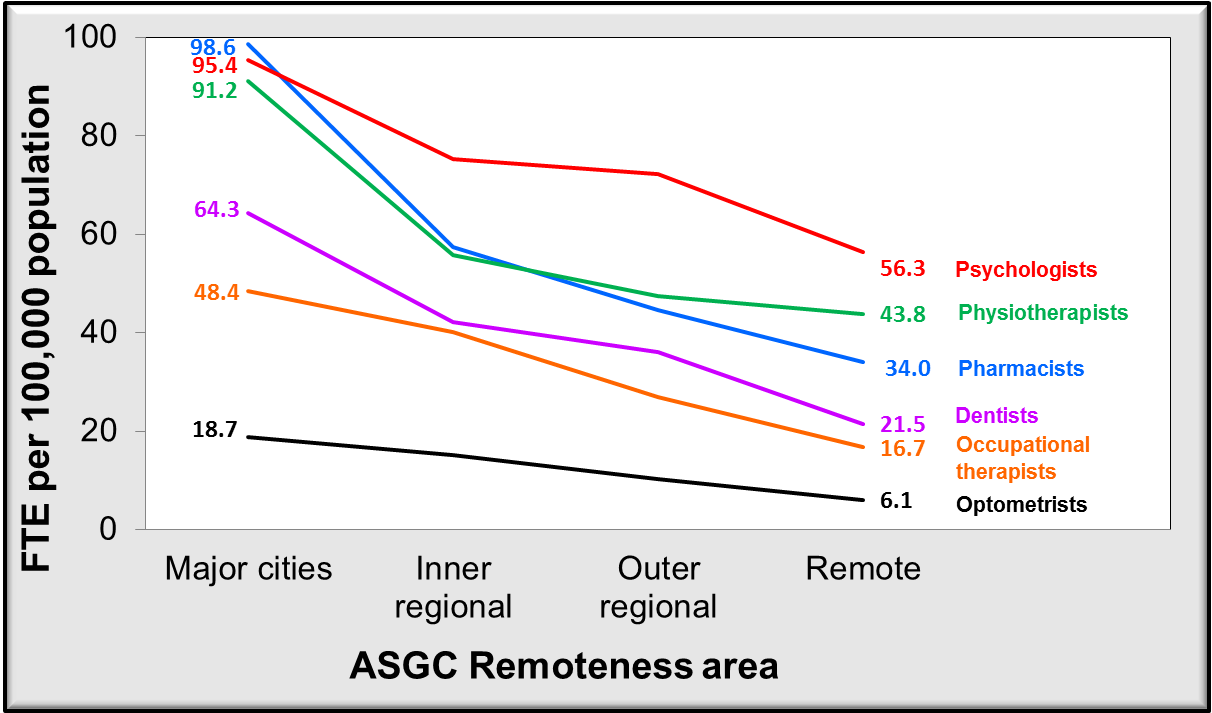 FTE per 100,000 population
100
80
60
40
20
0
98.6
95.4
91.2
64.3
48.4
18.7
56.3 Psychologists
43.8 Physiotherapists
34.0 Pharmacists
21.5 Dentists
16.7 Occupational
therapists
6.1 Optometrists
Major cities
Inner
regional
Outer
regional
Remote
ASGC Remoteness area